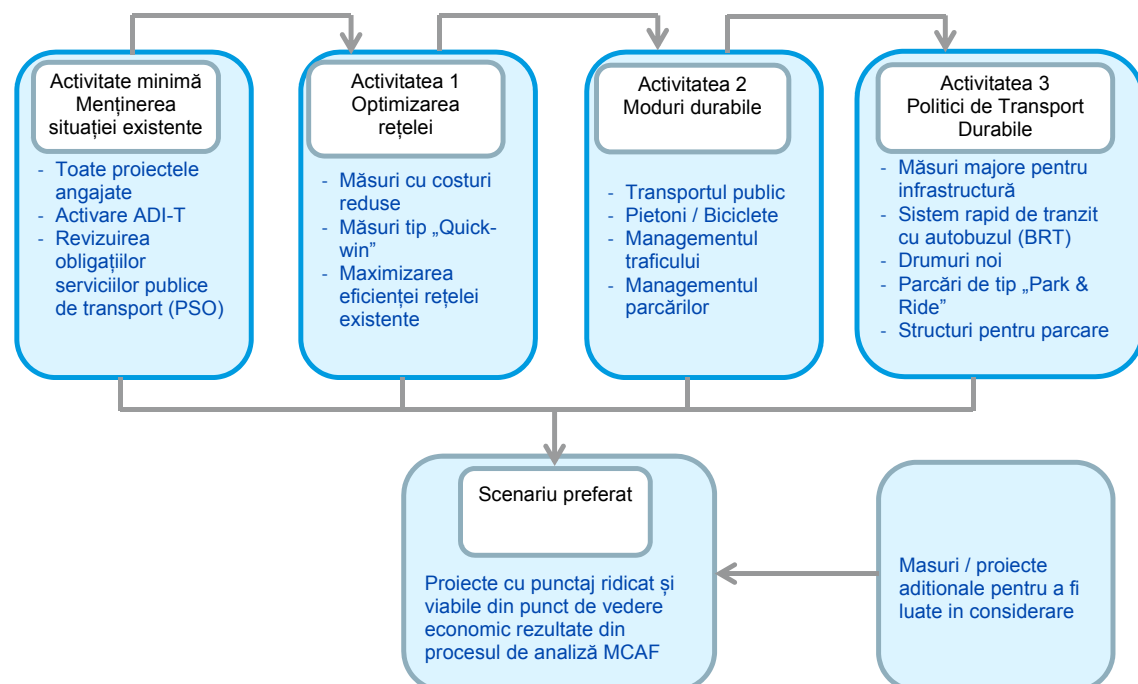 Activitate minimă
Menținerea
situației existente
- Toate proiectele
angajate
- Activare ADI-T
- Revizuirea
obligațiilor
serviciilor publice
de transport (PSO)
Activitatea 1
Optimizarea
rețelei
- Măsuri cu costuri
reduse
- Măsuri tip „Quick-
win”
- Maximizarea
eficienței rețelei
existente
Activitatea 2
Moduri durabile
- Transportul public
- Pietoni / Biciclete
- Managementul
traficului
- Managementul
parcărilor
Activitatea 3
Politici de Transport
Durabile
- Măsuri majore pentru
infrastructură
- Sistem rapid de tranzit
cu autobuzul (BRT)
- Drumuri noi
- Parcări de tip „Park &
Ride”
- Structuri pentru parcare
Scenariu preferat
Proiecte cu punctaj ridicat și
viabile din punct de vedere
economic rezultate din
procesul de analiză MCAF
Masuri / proiecte
aditionale pentru a fi
luate in considerare